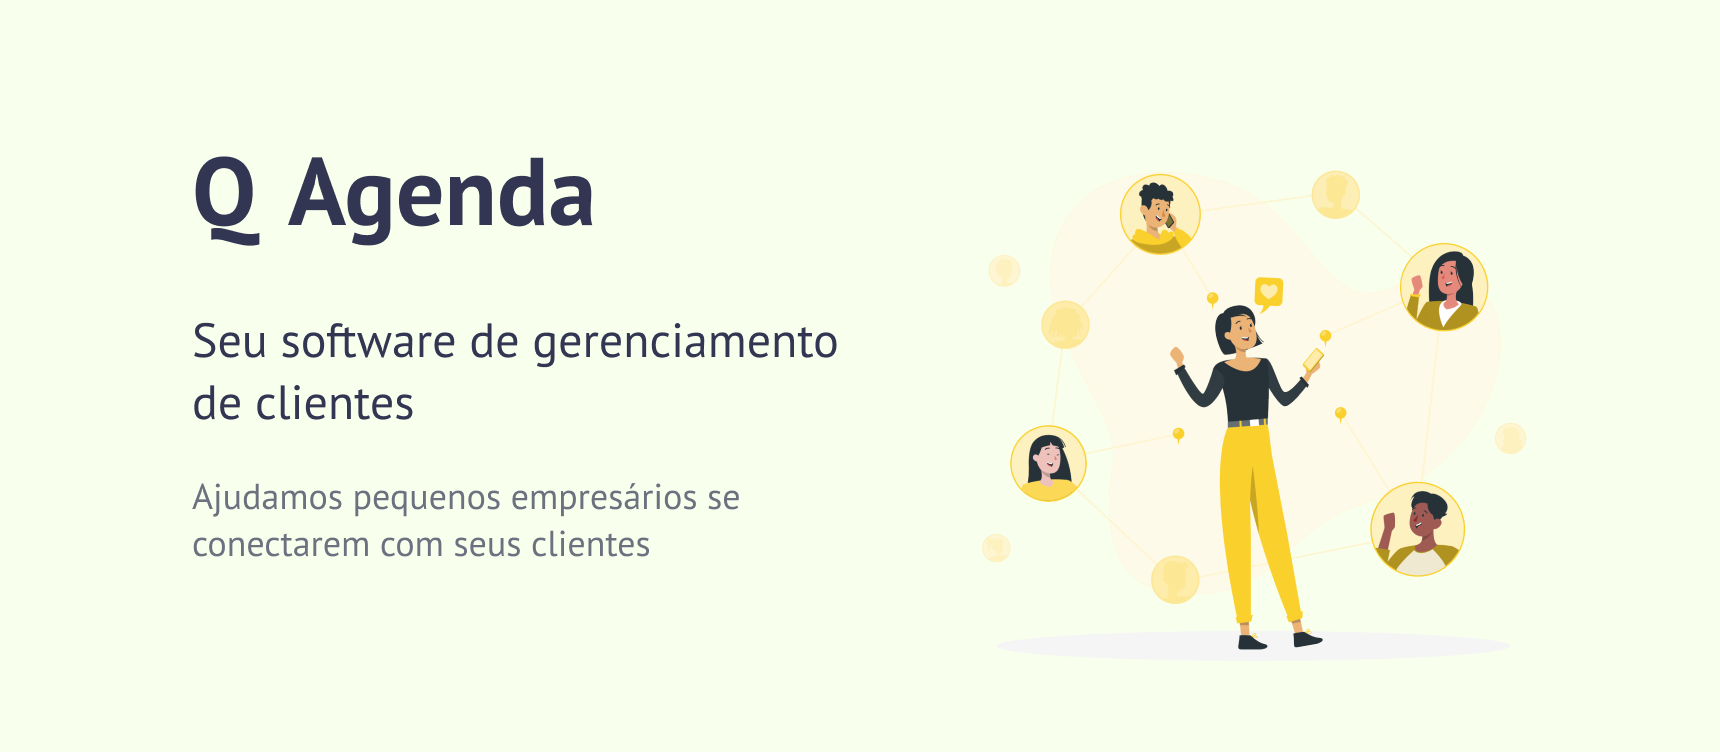 Q Agenda
Seu software de gerenciamento
de clientes
Ajudamos pequenos empresários se
conectarem com seus clientes